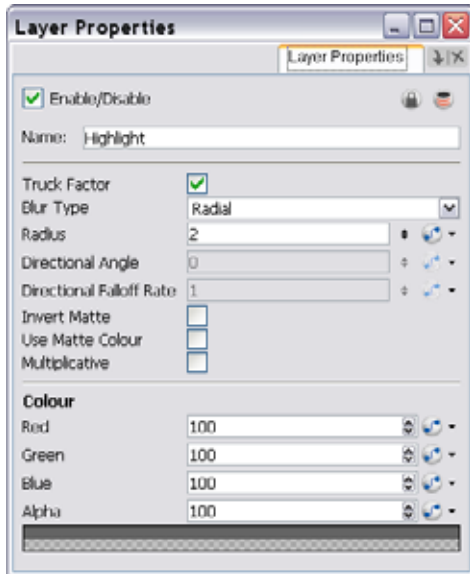 Layer Properties
Layer Properties
Enable/Disable
Name: Highlight
Truck Factor
Blur Type Radial
Radius 2
Directional Angle 0
Directional Falloff Rate 1
Invert Matte
Use Matte Colour
Multiplicative
Colour
Red 100
Green 100
Blue 100
Alpha 100